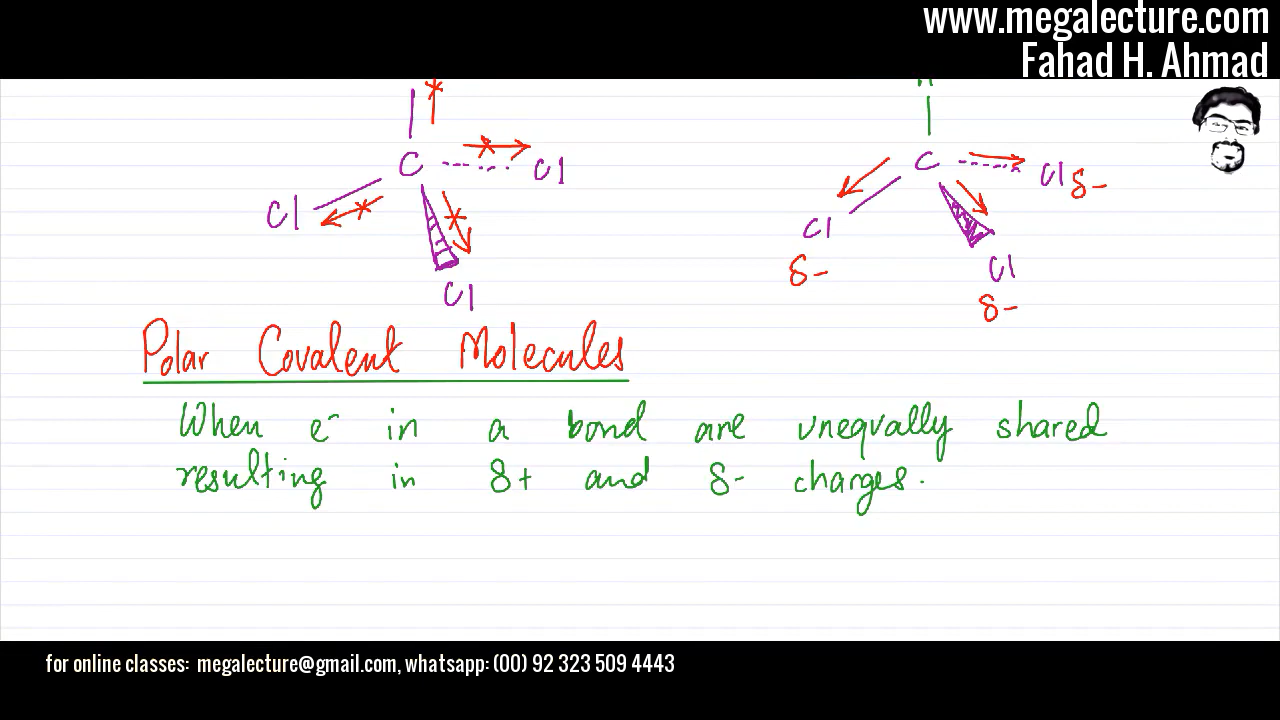 www.megalecture.com
Fahad H. Ahmad
C Cl
Cl
Cl
C Cl δ-
Cl
δ-
Cl
δ-
Polar Covalent Molecules
When e- in a bond are unequally shared
resulting in δ+ and δ- charges.
for online classes: megalecture@gmail.com, whatsapp: (00) 92 323 509 4443